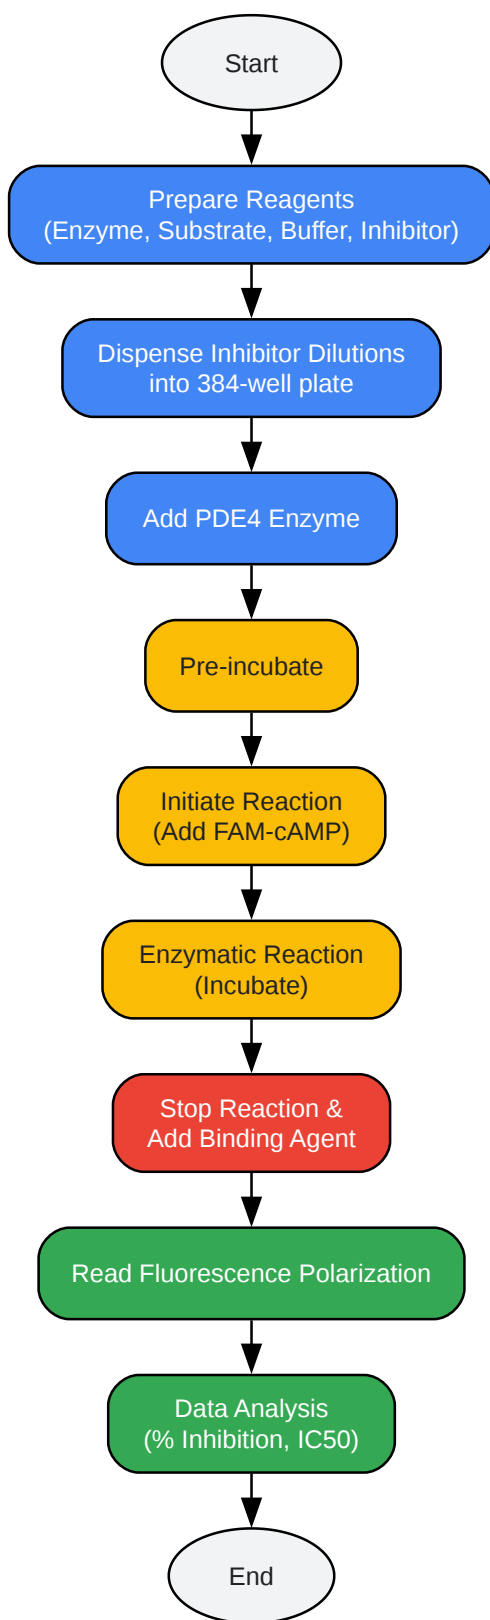 Start
Prepare Reagents
(Enzyme, Substrate, Buffer, Inhibitor)
Dispense Inhibitor Dilutions
into 384-well plate
Add PDE4 Enzyme
Pre-incubate
Initiate Reaction
(Add FAM-cAMP)
Enzymatic Reaction
(Incubate)
Stop Reaction &
Add Binding Agent
Read Fluorescence Polarization
Data Analysis
(% Inhibition, IC50)
End